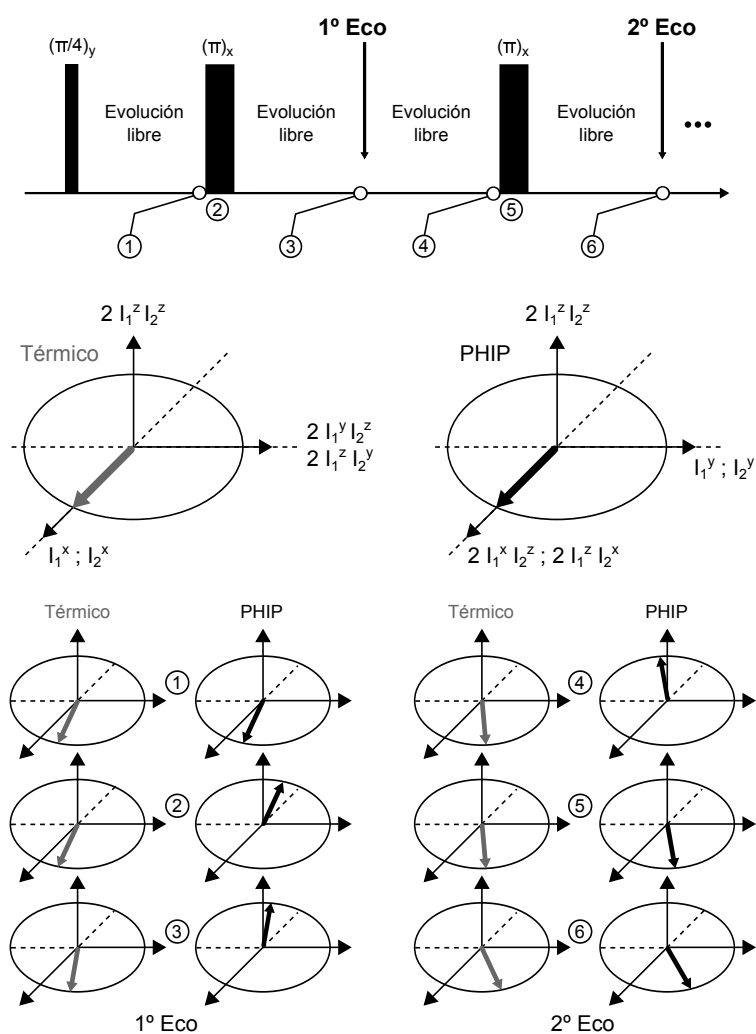 1º Eco
2º Eco
(π/4)y
(π)x
(π)x
Evolución libre
Evolución libre
Evolución libre
Evolución libre
...
①
②
③
④
⑤
⑥
2 I₁ᶻ I₂ᶻ
Térmico
2 I₁ʸ I₂ᶻ
2 I₁ᶻ I₂ʸ
I₁ˣ ; I₂ˣ
2 I₁ᶻ I₂ᶻ
PHIP
I₁ʸ ; I₂ʸ
2 I₁ˣ I₂ᶻ ; 2 I₁ᶻ I₂ˣ
Térmico
PHIP
Térmico
PHIP
①
④
②
⑤
③
⑥
1º Eco
2º Eco